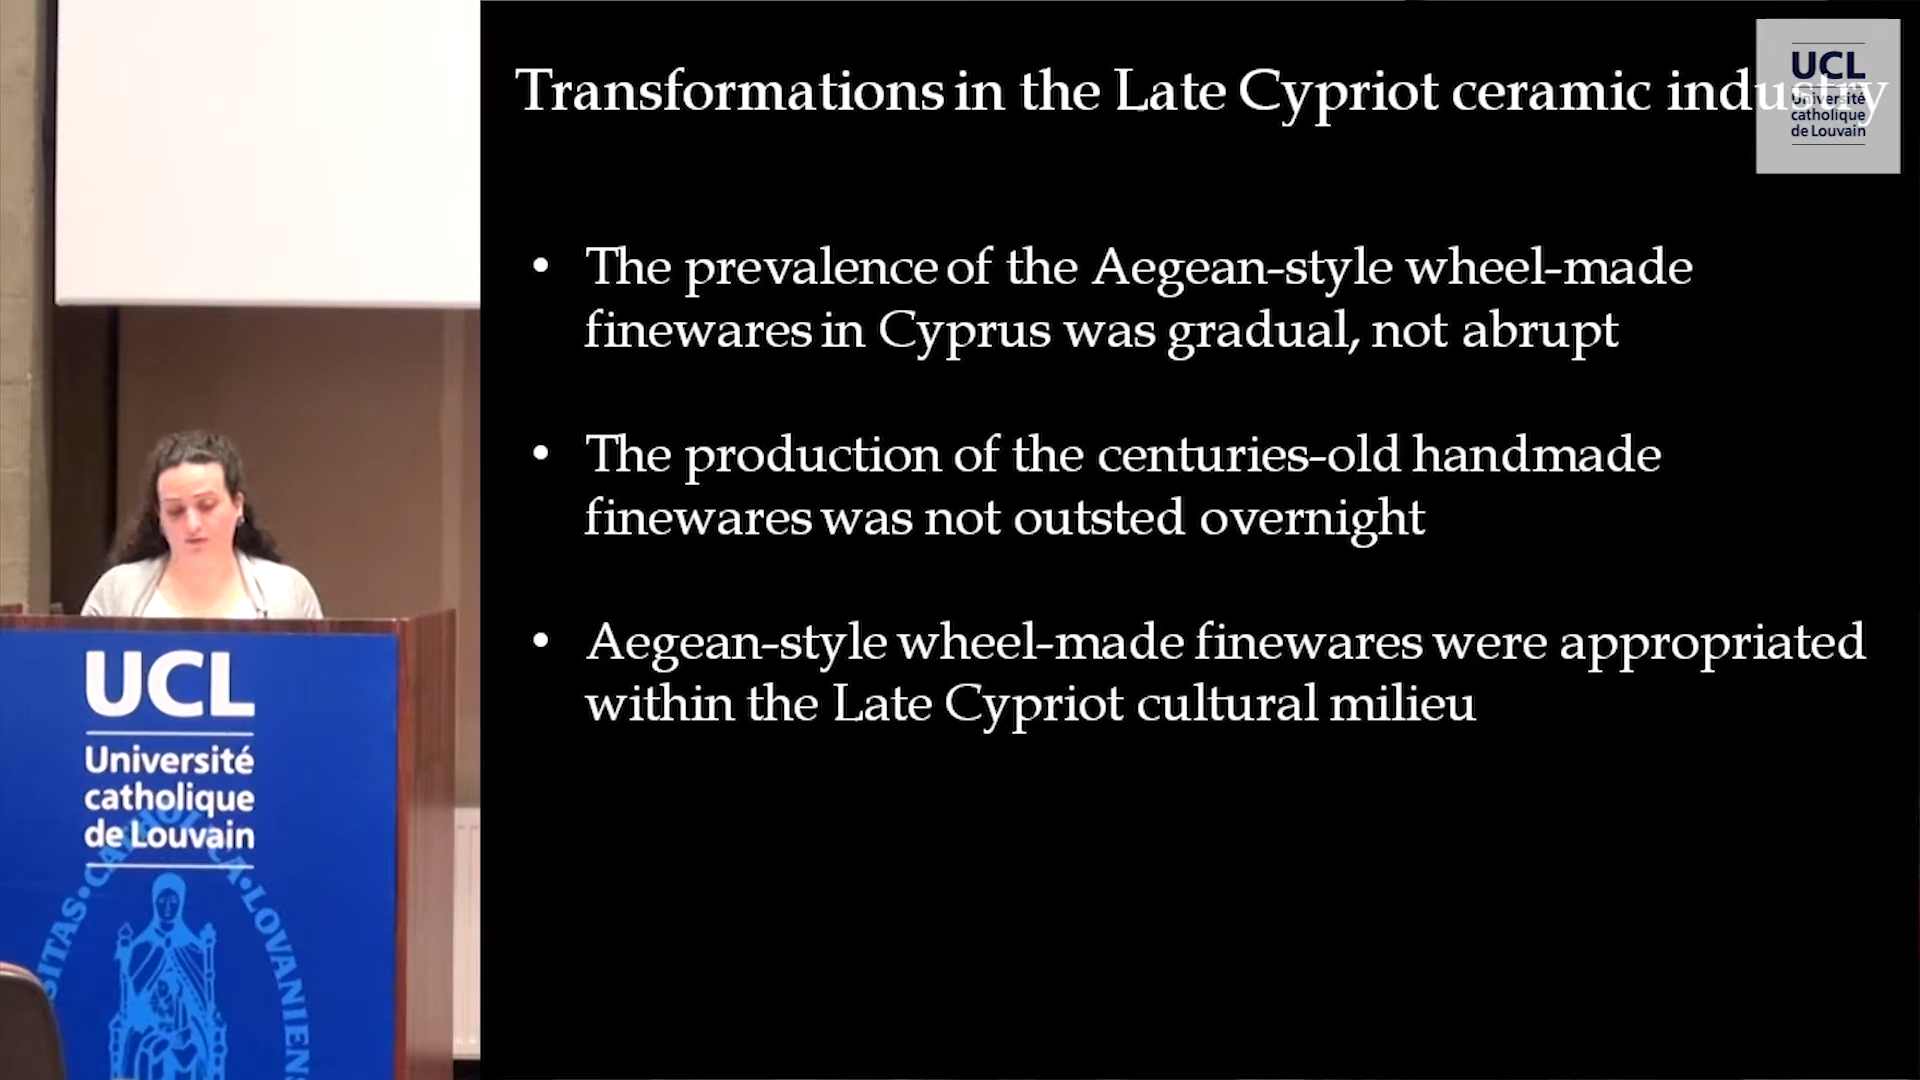 Transformations in the Late Cypriot ceramic industry
UCL
Université
catholique
de Louvain
• The prevalence of the Aegean-style wheel-made
finewares in Cyprus was gradual, not abrupt
• The production of the centuries-old handmade
finewares was not outsted overnight
• Aegean-style wheel-made finewares were appropriated
within the Late Cypriot cultural milieu
UCL
Université
catholique
de Louvain